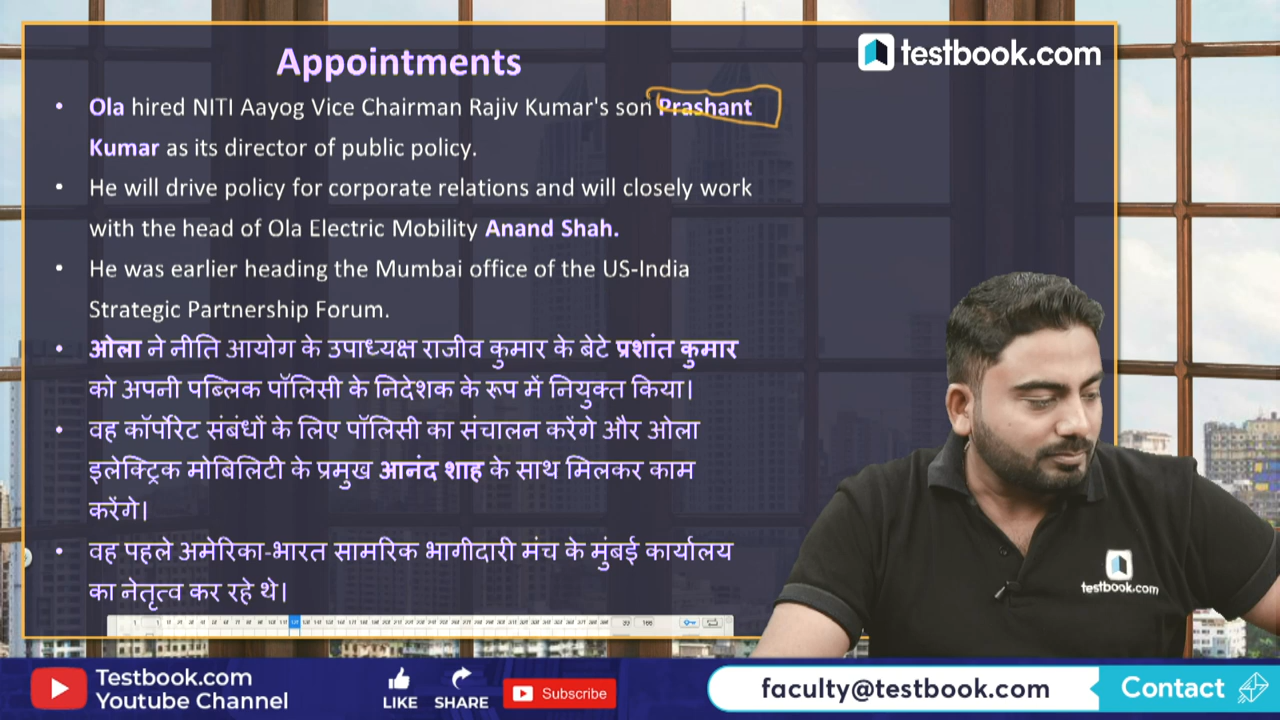 Appointments
testbook.com
• Ola hired NITI Aayog Vice Chairman Rajiv Kumar's son Prashant
Kumar as its director of public policy.
• He will drive policy for corporate relations and will closely work
with the head of Ola Electric Mobility Anand Shah.
• He was earlier heading the Mumbai office of the US-India
Strategic Partnership Forum.
• ओला ने नीति आयोग के उपाध्यक्ष राजीव कुमार के बेटे प्रशांत कुमार
को अपनी पब्लिक पॉलिसी के निदेशक के रूप में नियुक्त किया।
• वह कॉर्पोरेट संबंधों के लिए पॉलिसी का संचालन करेंगे और ओला
इलेक्ट्रिक मोबिलिटी के प्रमुख आनंद शाह के साथ मिलकर काम
करेंगे।
• वह पहले अमेरिका-भारत सामरिक भागीदारी मंच के मुंबई कार्यालय
का नेतृत्व कर रहे थे।
testbook.com
Testbook.com
Youtube Channel
LIKE
SHARE
Subscribe
faculty@testbook.com
Contact